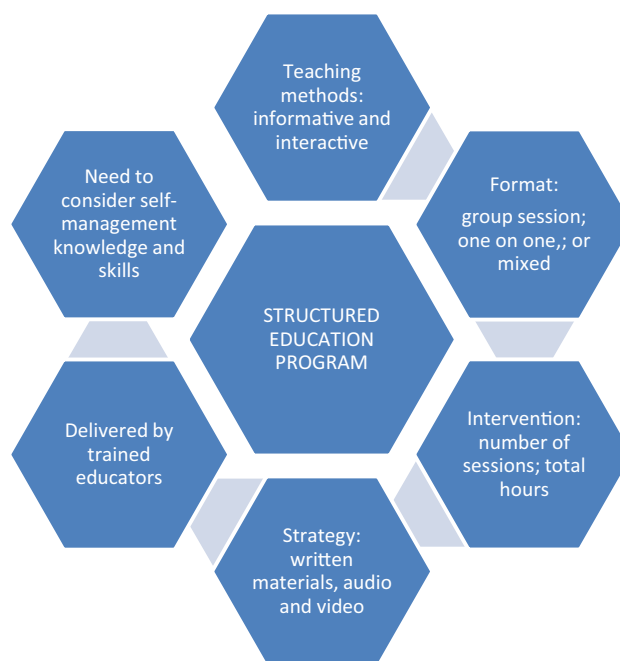 Teaching
methods:
informative and
interactive
Format:
group session;
one on one,; or
mixed
Intervention:
number of
sessions; total
hours
Strategy:
written
materials, audio
and video
Delivered by
trained
educators
Need to
consider self-
management
knowledge and
skills
STRUCTURED
EDUCATION
PROGRAM